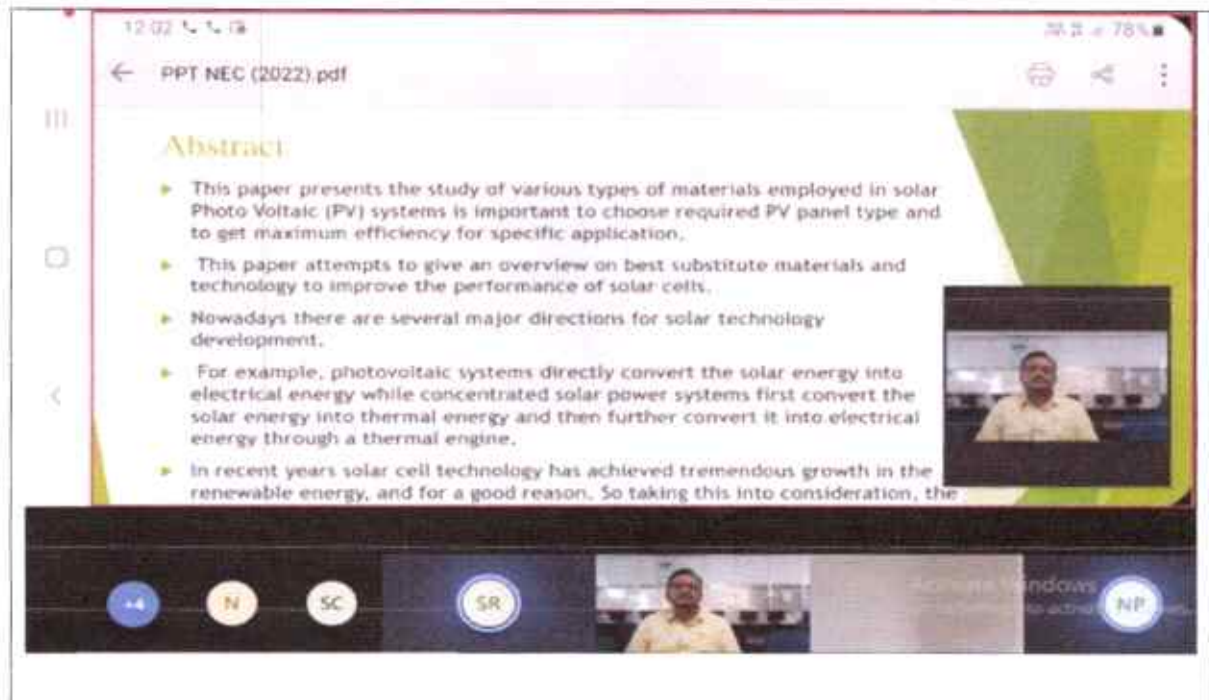 12:02
78%
PPT NEC (2022).pdf
Abstract
This paper presents the study of various types of materials employed in solar
Photo Voltaic (PV) systems is important to choose required PV panel type and
to get maximum efficiency for specific application.
This paper attempts to give an overview on best substitute materials and
technology to improve the performance of solar cells.
Nowadays there are several major directions for solar technology
development.
For example, photovoltaic systems directly convert the solar energy into
electrical energy while concentrated solar power systems first convert the
solar energy into thermal energy and then further convert it into electrical
energy through a thermal engine.
In recent years solar cell technology has achieved tremendous growth in the
renewable energy, and for a good reason. So taking this into consideration, the
+4
N
SC
SR
NP